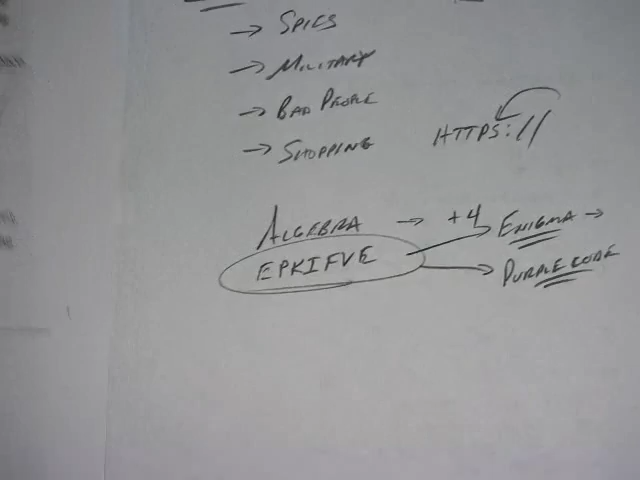 → SPIES
→ MILITARY
→ BAD PEOPLE
→ SHOPPING
HTTPS://
ALGEBRA → +4
EPKIFVE
ENIGMA →
PURPLE CODE